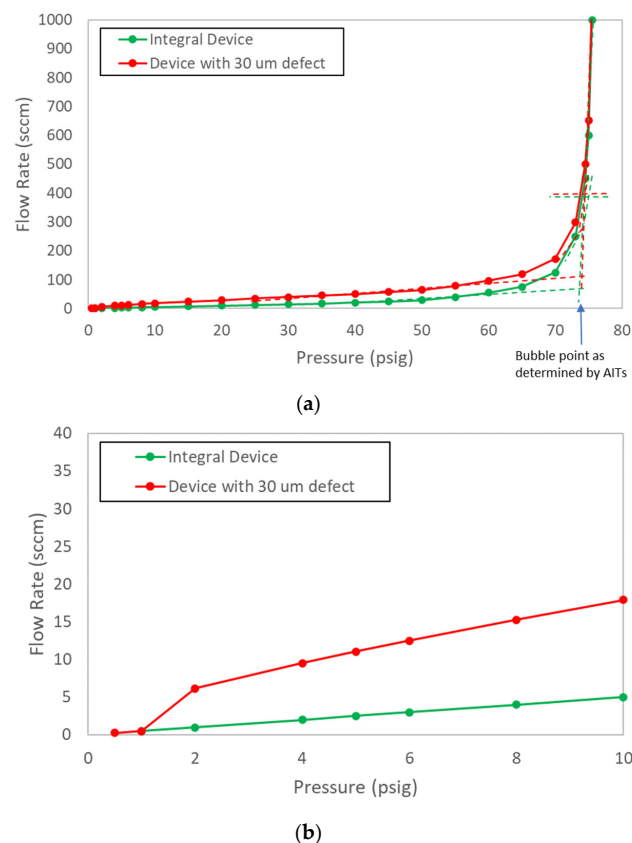 1000
900
800
700
600
500
400
300
200
100
0
Flow Rate (sccm)
Integral Device
Device with 30 um defect
0 10 20 30 40 50 60 70 80
Pressure (psig)
Bubble point as
determined by AITs
(a)
40
35
30
25
20
15
10
5
0
Flow Rate (sccm)
Integral Device
Device with 30 um defect
0 2 4 6 8 10
Pressure (psig)
(b)